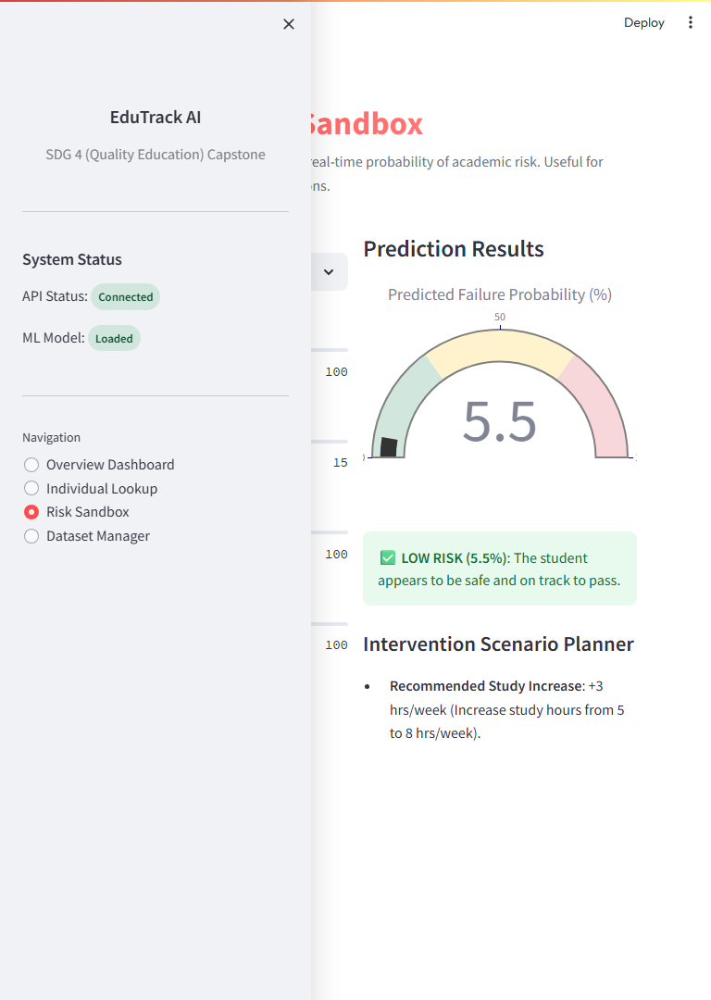 Deploy
EduTrack AI
SDG 4 (Quality Education) Capstone
System Status
API Status: Connected
ML Model: Loaded
Navigation
Overview Dashboard
Individual Lookup
Risk Sandbox
Dataset Manager
Sandbox
real-time probability of academic risk. Useful for
100
15
100
100
Prediction Results
Predicted Failure Probability (%)
50
5.5
✅ LOW RISK (5.5%): The student
appears to be safe and on track to pass.
Intervention Scenario Planner
• Recommended Study Increase: +3
hrs/week (Increase study hours from 5
to 8 hrs/week).